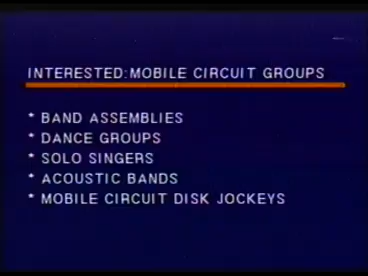 INTERESTED:MOBILE CIRCUIT GROUPS
* BAND ASSEMBLIES
* DANCE GROUPS
* SOLO SINGERS
* ACOUSTIC BANDS
* MOBILE CIRCUIT DISK JOCKEYS